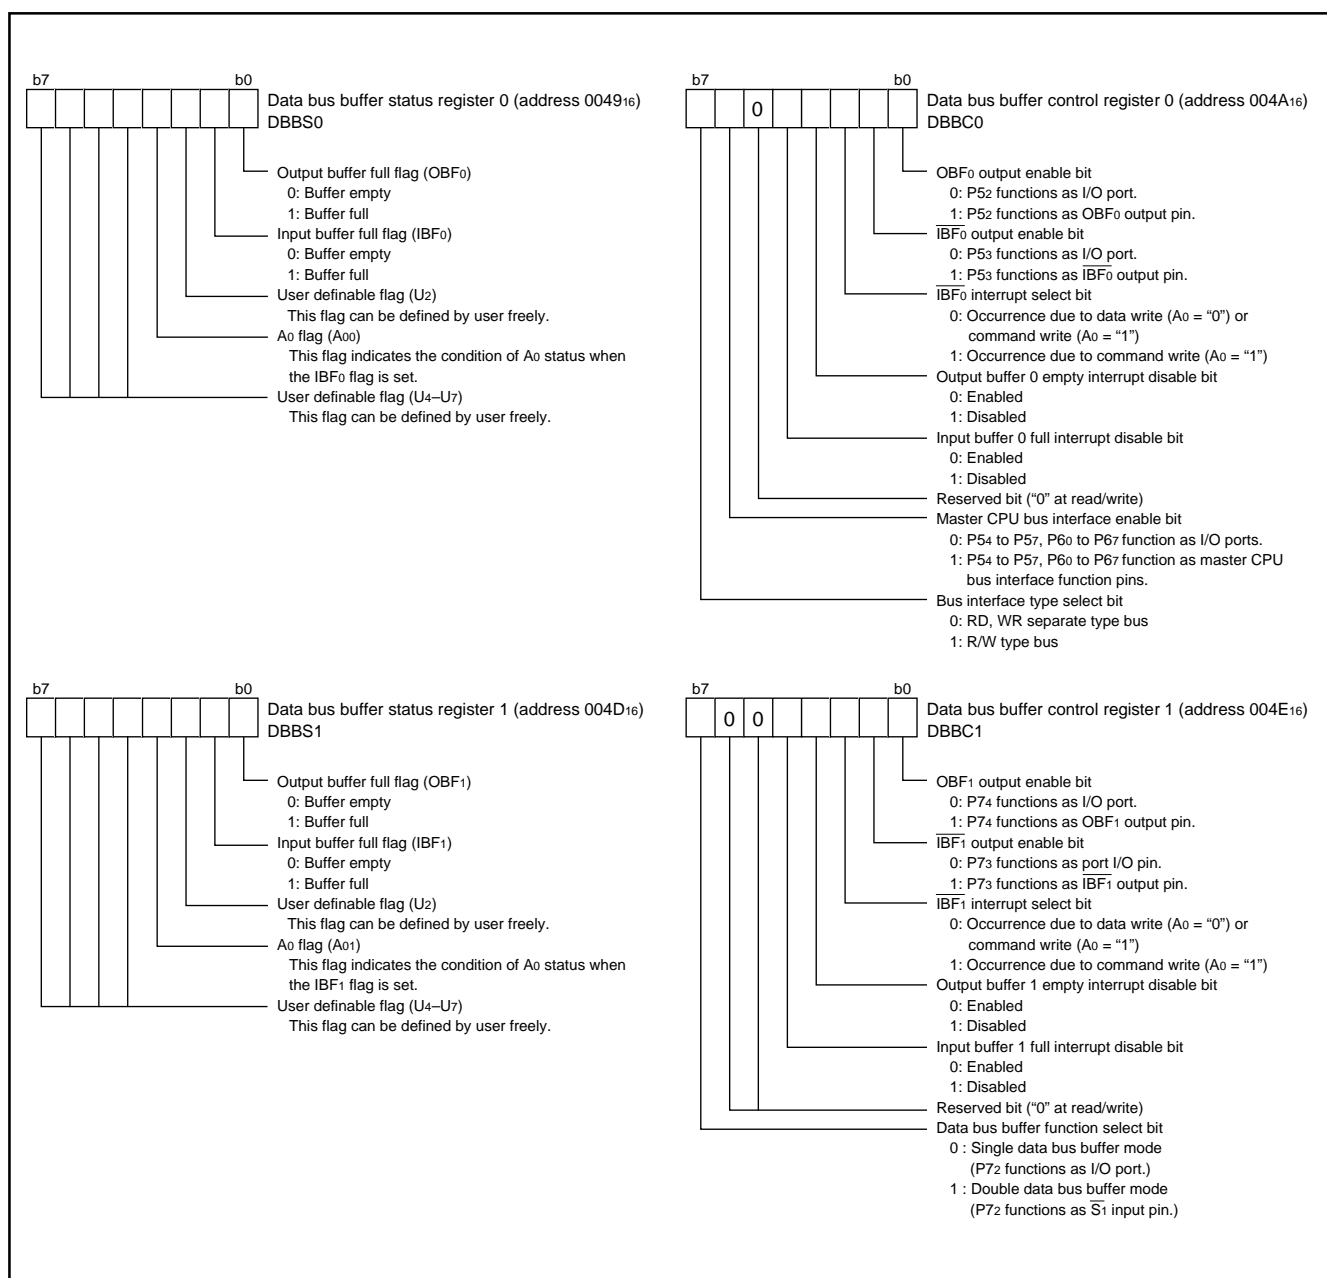 b7 b0
Data bus buffer status register 0 (address 004916)
DBBS0
Output buffer full flag (OBF0)
0: Buffer empty
1: Buffer full
Input buffer full flag (IBF0)
0: Buffer empty
1: Buffer full
User definable flag (U2)
This flag can be defined by user freely.
A0 flag (A00)
This flag indicates the condition of A0 status when
the IBF0 flag is set.
User definable flag (U4–U7)
This flag can be defined by user freely.
b7 b0
0
Data bus buffer control register 0 (address 004A16)
DBBC0
OBF0 output enable bit
0: P52 functions as I/O port.
1: P52 functions as OBF0 output pin.
IBF0 output enable bit
0: P53 functions as I/O port.
1: P53 functions as IBF0 output pin.
IBF0 interrupt select bit
0: Occurrence due to data write (A0 = “0”) or
command write (A0 = “1”)
1: Occurrence due to command write (A0 = “1”)
Output buffer 0 empty interrupt disable bit
0: Enabled
1: Disabled
Input buffer 0 full interrupt disable bit
0: Enabled
1: Disabled
Reserved bit (“0” at read/write)
Master CPU bus interface enable bit
0: P54 to P57, P60 to P67 function as I/O ports.
1: P54 to P57, P60 to P67 function as master CPU
bus interface function pins.
Bus interface type select bit
0: RD, WR separate type bus
1: R/W type bus
b7 b0
Data bus buffer status register 1 (address 004D16)
DBBS1
Output buffer full flag (OBF1)
0: Buffer empty
1: Buffer full
Input buffer full flag (IBF1)
0: Buffer empty
1: Buffer full
User definable flag (U2)
This flag can be defined by user freely.
A0 flag (A01)
This flag indicates the condition of A0 status when
the IBF1 flag is set.
User definable flag (U4–U7)
This flag can be defined by user freely.
b7 b0
0 0
Data bus buffer control register 1 (address 004E16)
DBBC1
OBF1 output enable bit
0: P74 functions as I/O port.
1: P74 functions as OBF1 output pin.
IBF1 output enable bit
0: P73 functions as port I/O pin.
1: P73 functions as IBF1 output pin.
IBF1 interrupt select bit
0: Occurrence due to data write (A0 = “0”) or
command write (A0 = “1”)
1: Occurrence due to command write (A0 = “1”)
Output buffer 1 empty interrupt disable bit
0: Enabled
1: Disabled
Input buffer 1 full interrupt disable bit
0: Enabled
1: Disabled
Reserved bit (“0” at read/write)
Data bus buffer function select bit
0 : Single data bus buffer mode
(P72 functions as I/O port.)
1 : Double data bus buffer mode
(P72 functions as S1 input pin.)